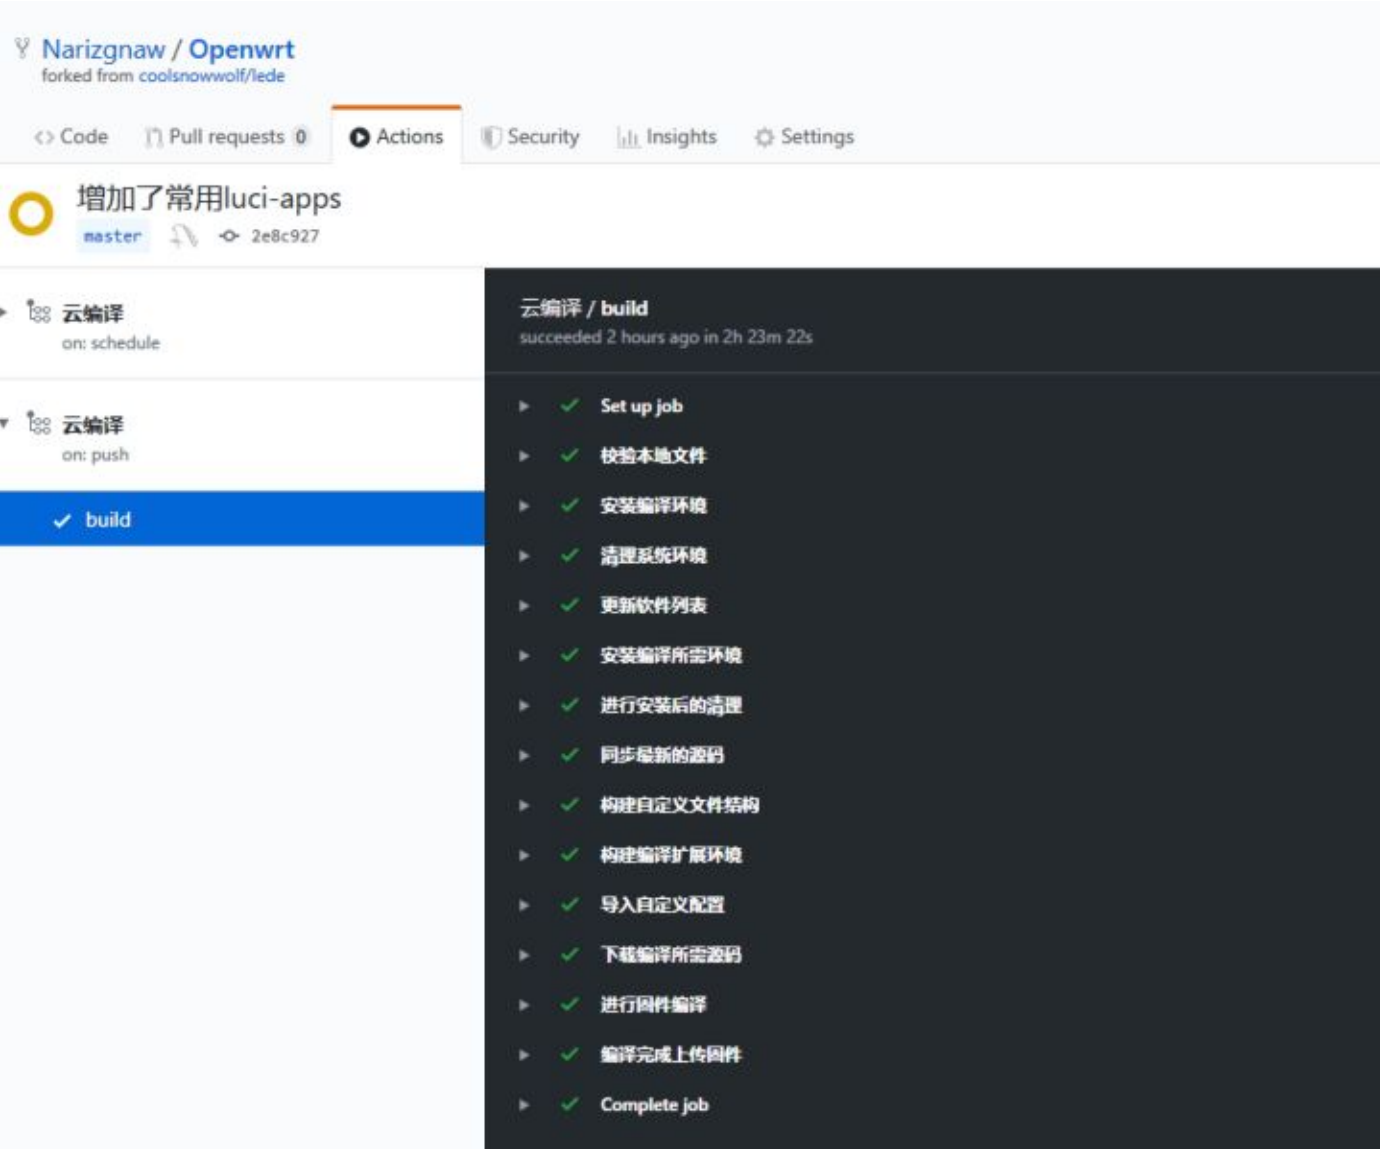 Narizgnaw / Openwrt
forked from coolsnowwolf/lede
Code Pull requests 0 Actions Security Insights Settings
增加了常用luci-apps
master 2e8c927
云编译
on: schedule
云编译
on: push
build
云编译 / build
succeeded 2 hours ago in 2h 23m 22s
Set up job
校验本地文件
安装编译环境
清理系统环境
更新软件列表
安装编译所需环境
进行安装后的清理
同步最新的源码
构建自定义文件结构
构建编译扩展环境
导入自定义配置
下载编译所需源码
进行固件编译
编译完成上传固件
Complete job